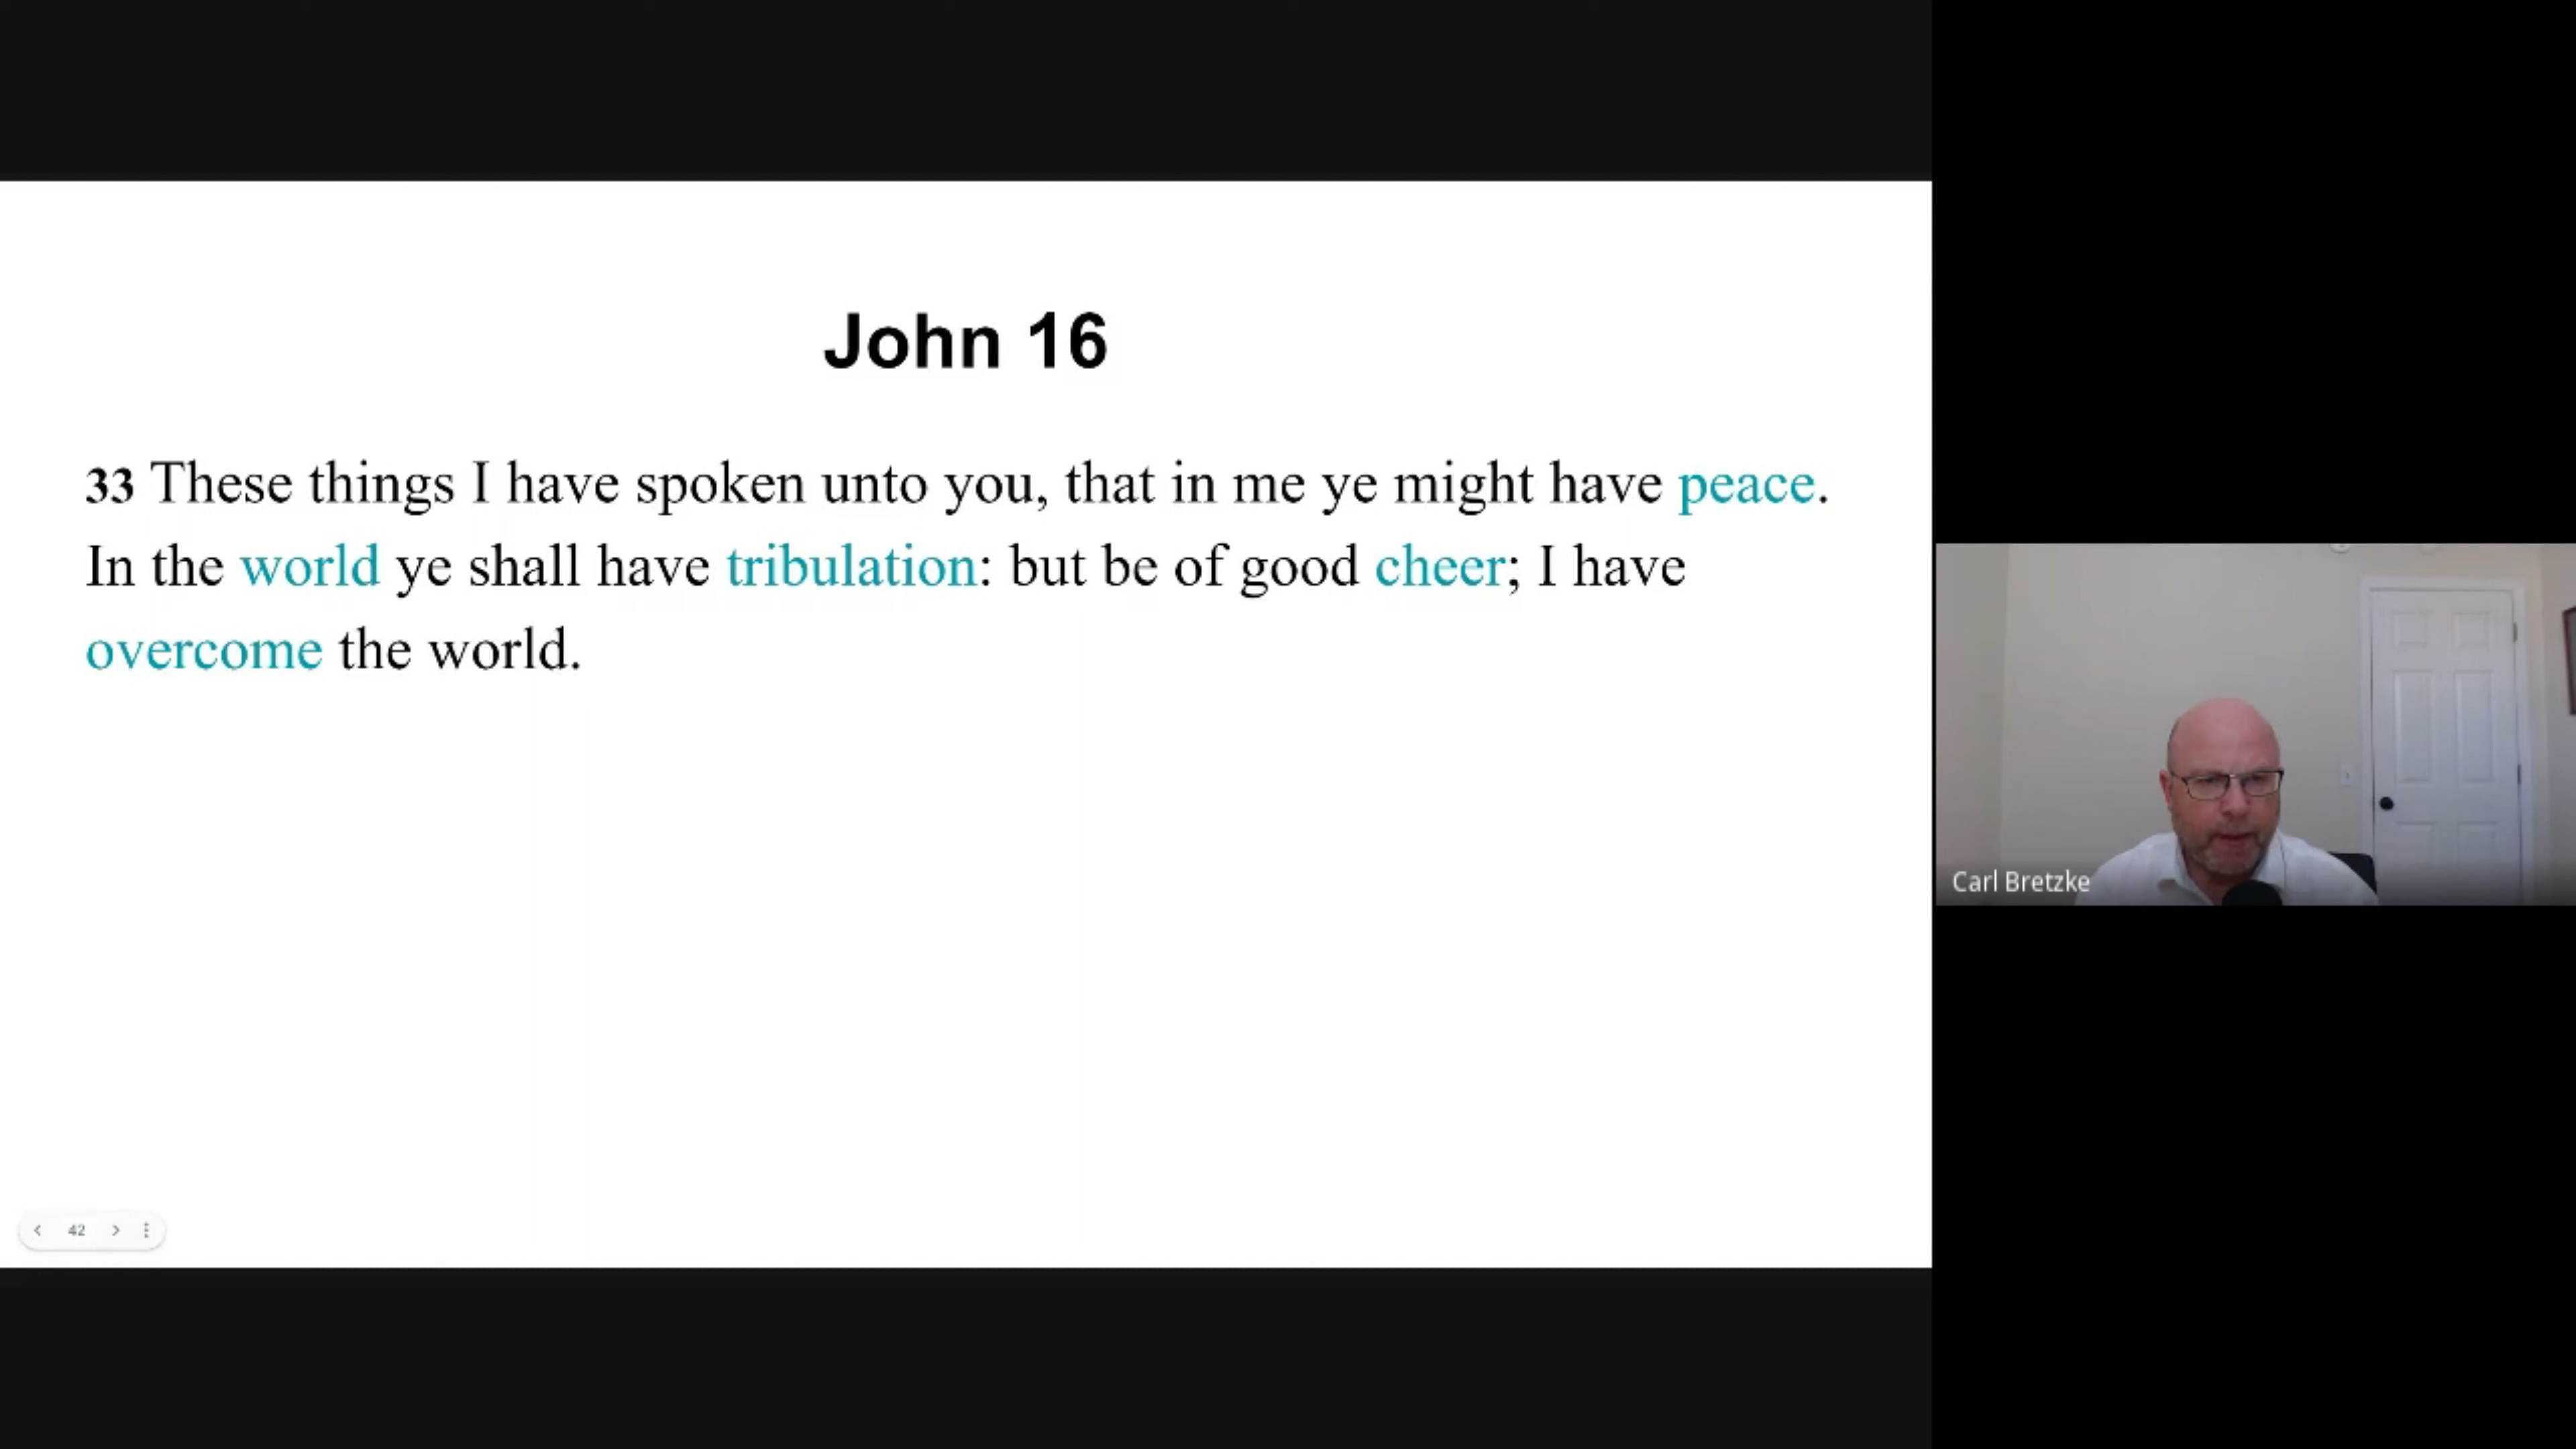 John 16
33 These things I have spoken unto you, that in me ye might have peace.
In the world ye shall have tribulation: but be of good cheer; I have
overcome the world.
Carl Bretzke
42